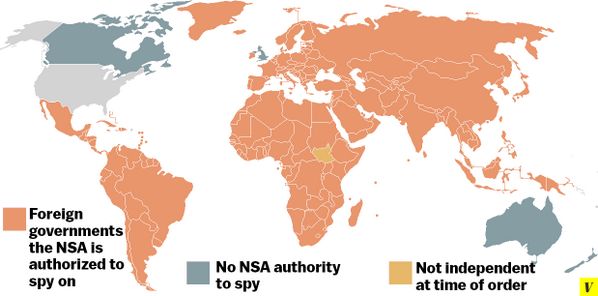 Foreign
governments
the NSA is
authorized to
spy on
No NSA authority
to spy
Not independent
at time of order
V